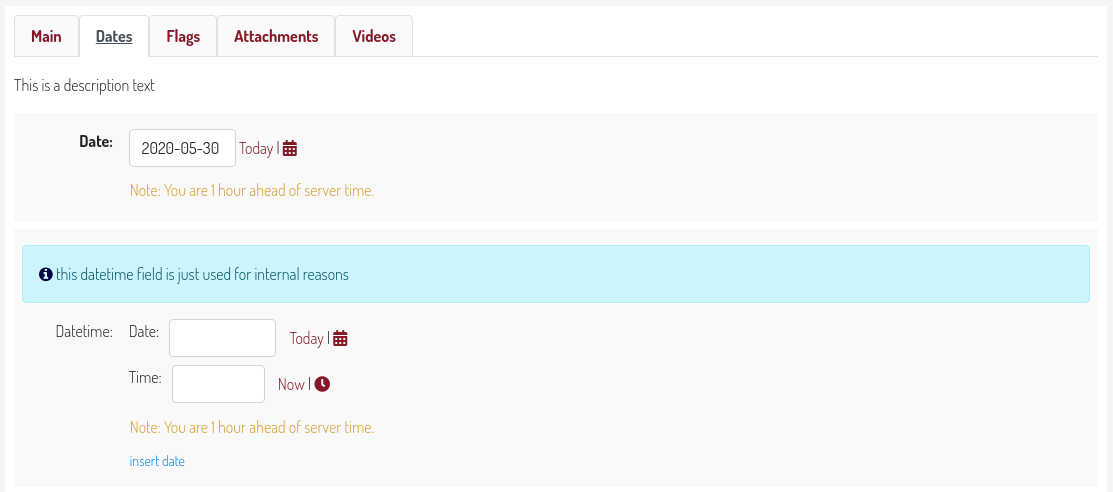 Main Dates Flags Attachments Videos
This is a description text
Date: 2020-05-30 Today |
Note: You are 1 hour ahead of server time.
this datetime field is just used for internal reasons
Datetime: Date: Today |
Time: Now |
Note: You are 1 hour ahead of server time.
insert date